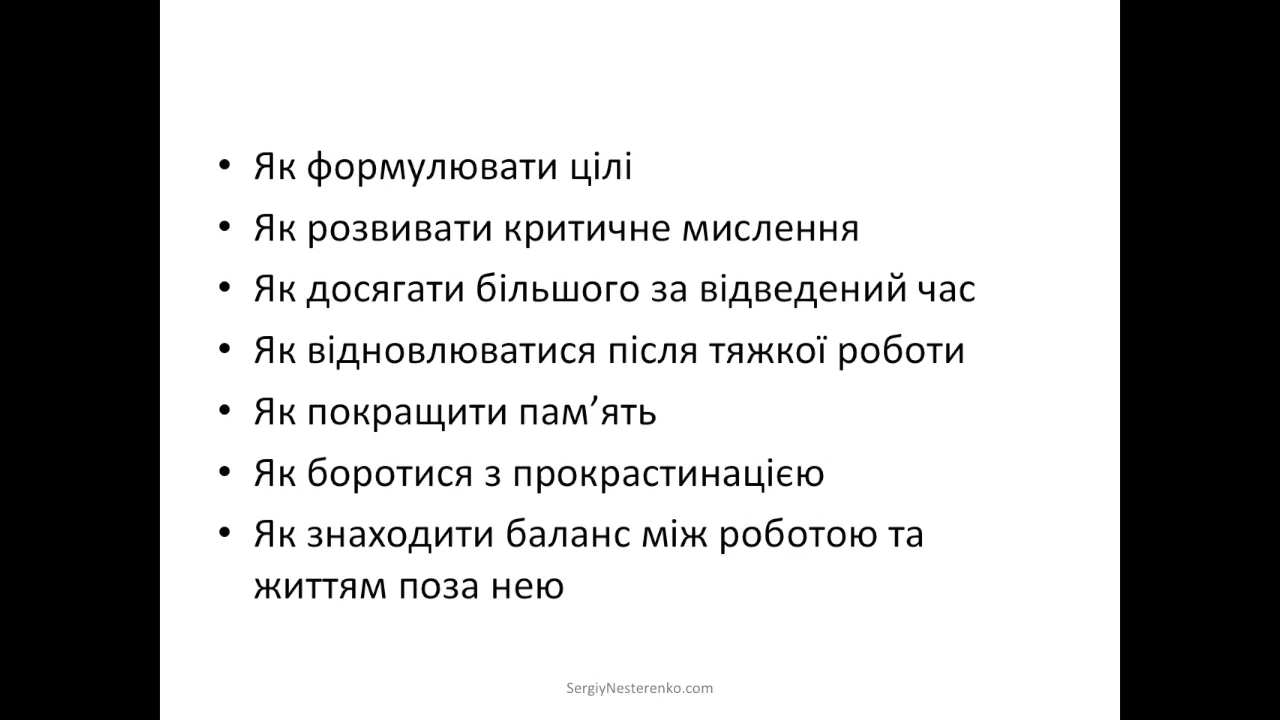 • Як формулювати цілі
• Як розвивати критичне мислення
• Як досягати більшого за відведений час
• Як відновлюватися після тяжкої роботи
• Як покращити пам’ять
• Як боротися з прокрастинацією
• Як знаходити баланс між роботою та
життям поза нею
SergiyNesterenko.com